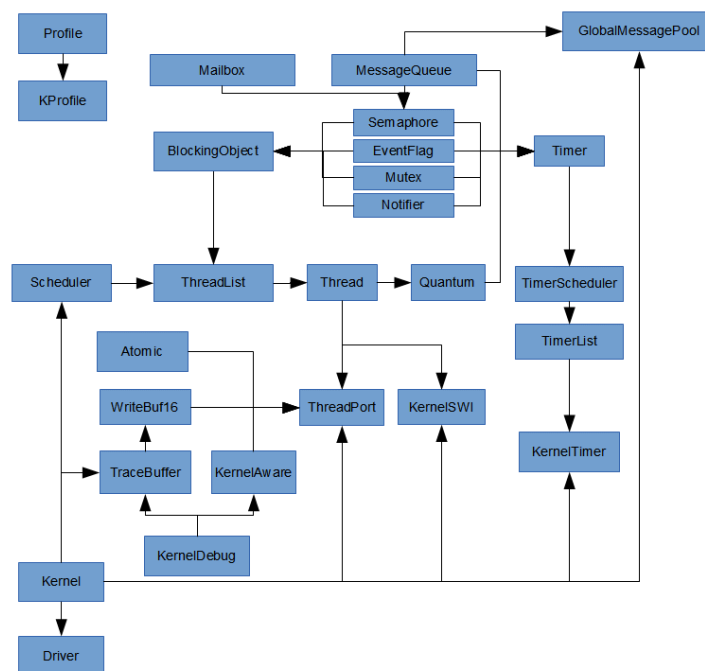 Profile
GlobalMessagePool
Mailbox
MessageQueue
KProfile
Semaphore
BlockingObject
EventFlag
Timer
Mutex
Notifier
Scheduler
ThreadList
Thread
Quantum
TimerScheduler
TimerList
Atomic
WriteBuf16
ThreadPort
KernelSWI
KernelTimer
TraceBuffer
KernelAware
KernelDebug
Kernel
Driver